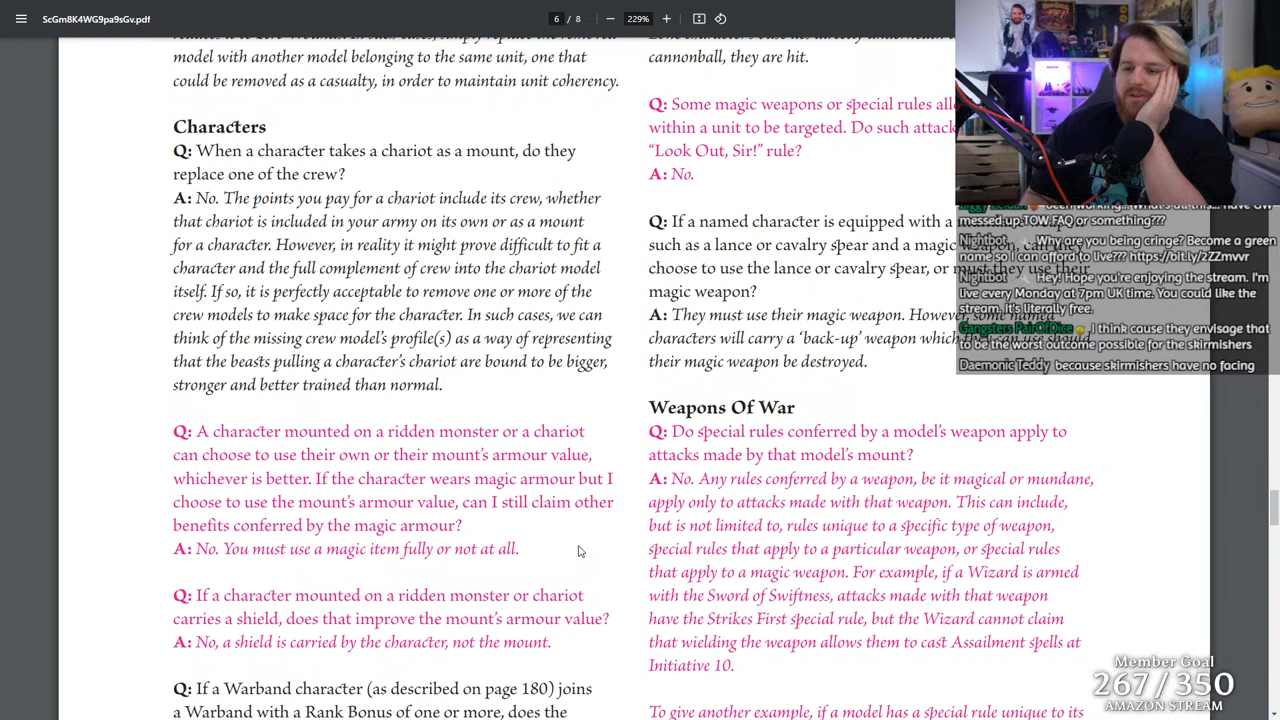 ScGm8K4WG9pa9sGv.pdf
6 / 8
229%
model with another model belonging to the same unit, one that
could be removed as a casualty, in order to maintain unit coherency.
Characters
Q: When a character takes a chariot as a mount, do they
replace one of the crew?
A: No. The points you pay for a chariot include its crew, whether
that chariot is included in your army on its own or as a mount
for a character. However, in reality it might prove difficult to fit a
character and the full complement of crew into the chariot model
itself. If so, it is perfectly acceptable to remove one or more of the
crew models to make space for the character. In such cases, we can
think of the missing crew model's profile(s) as a way of representing
that the beasts pulling a character's chariot are bound to be bigger,
stronger and better trained than normal.
Q: A character mounted on a ridden monster or a chariot
can choose to use their own or their mount's armour value,
whichever is better. If the character wears magic armour but I
choose to use the mount's armour value, can I still claim other
benefits conferred by the magic armour?
A: No. You must use a magic item fully or not at all.
Q: If a character mounted on a ridden monster or chariot
carries a shield, does that improve the mount's armour value?
A: No, a shield is carried by the character, not the mount.
Q: If a Warband character (as described on page 180) joins
a Warband with a Rank Bonus of one or more, does the
cannonball, they are hit.
Q: Some magic weapons or special rules
within a unit to be targeted. Do such
"Look Out, Sir!" rule?
A: No.
Q: If a named character is equipped with a
such as a lance or cavalry spear and a magic
choose to use the lance or cavalry spear, or must they use their
magic weapon?
A: They must use their magic weapon. However, some named
characters will carry a 'back-up' weapon
their magic weapon be destroyed.
Weapons Of War
Q: Do special rules conferred by a model's weapon apply to
attacks made by that model's mount?
A: No. Any rules conferred by a weapon, be it magical or mundane,
apply only to attacks made with that weapon. This can include,
but is not limited to, rules unique to a specific type of weapon,
special rules that apply to a particular weapon, or special rules
that apply to a magic weapon. For example, if a Wizard is armed
with the Sword of Swiftness, attacks made with that weapon
have the Strikes First special rule, but the Wizard cannot claim
that wielding the weapon allows them to cast Assailment spells at
Initiative 10.
To give another example, if a model has a special rule unique to its
messed up TOW FAQ or something???
Nightbot Why are you being cringe? Become a green
name so I can afford to live??? https://bit.ly/2ZZmvvr
Nightbot Hey! Hope you're enjoying the stream. I'm
live every Monday at 7pm UK time. You could like the
stream. It's literally free.
Gangsters PairOfDice I think cause they envisage that
to be the worst outcome possible for the skirmishers
Daemonic Teddy because skirmishers have no facing
Member Goal
267 / 350
AMAZON STREAM